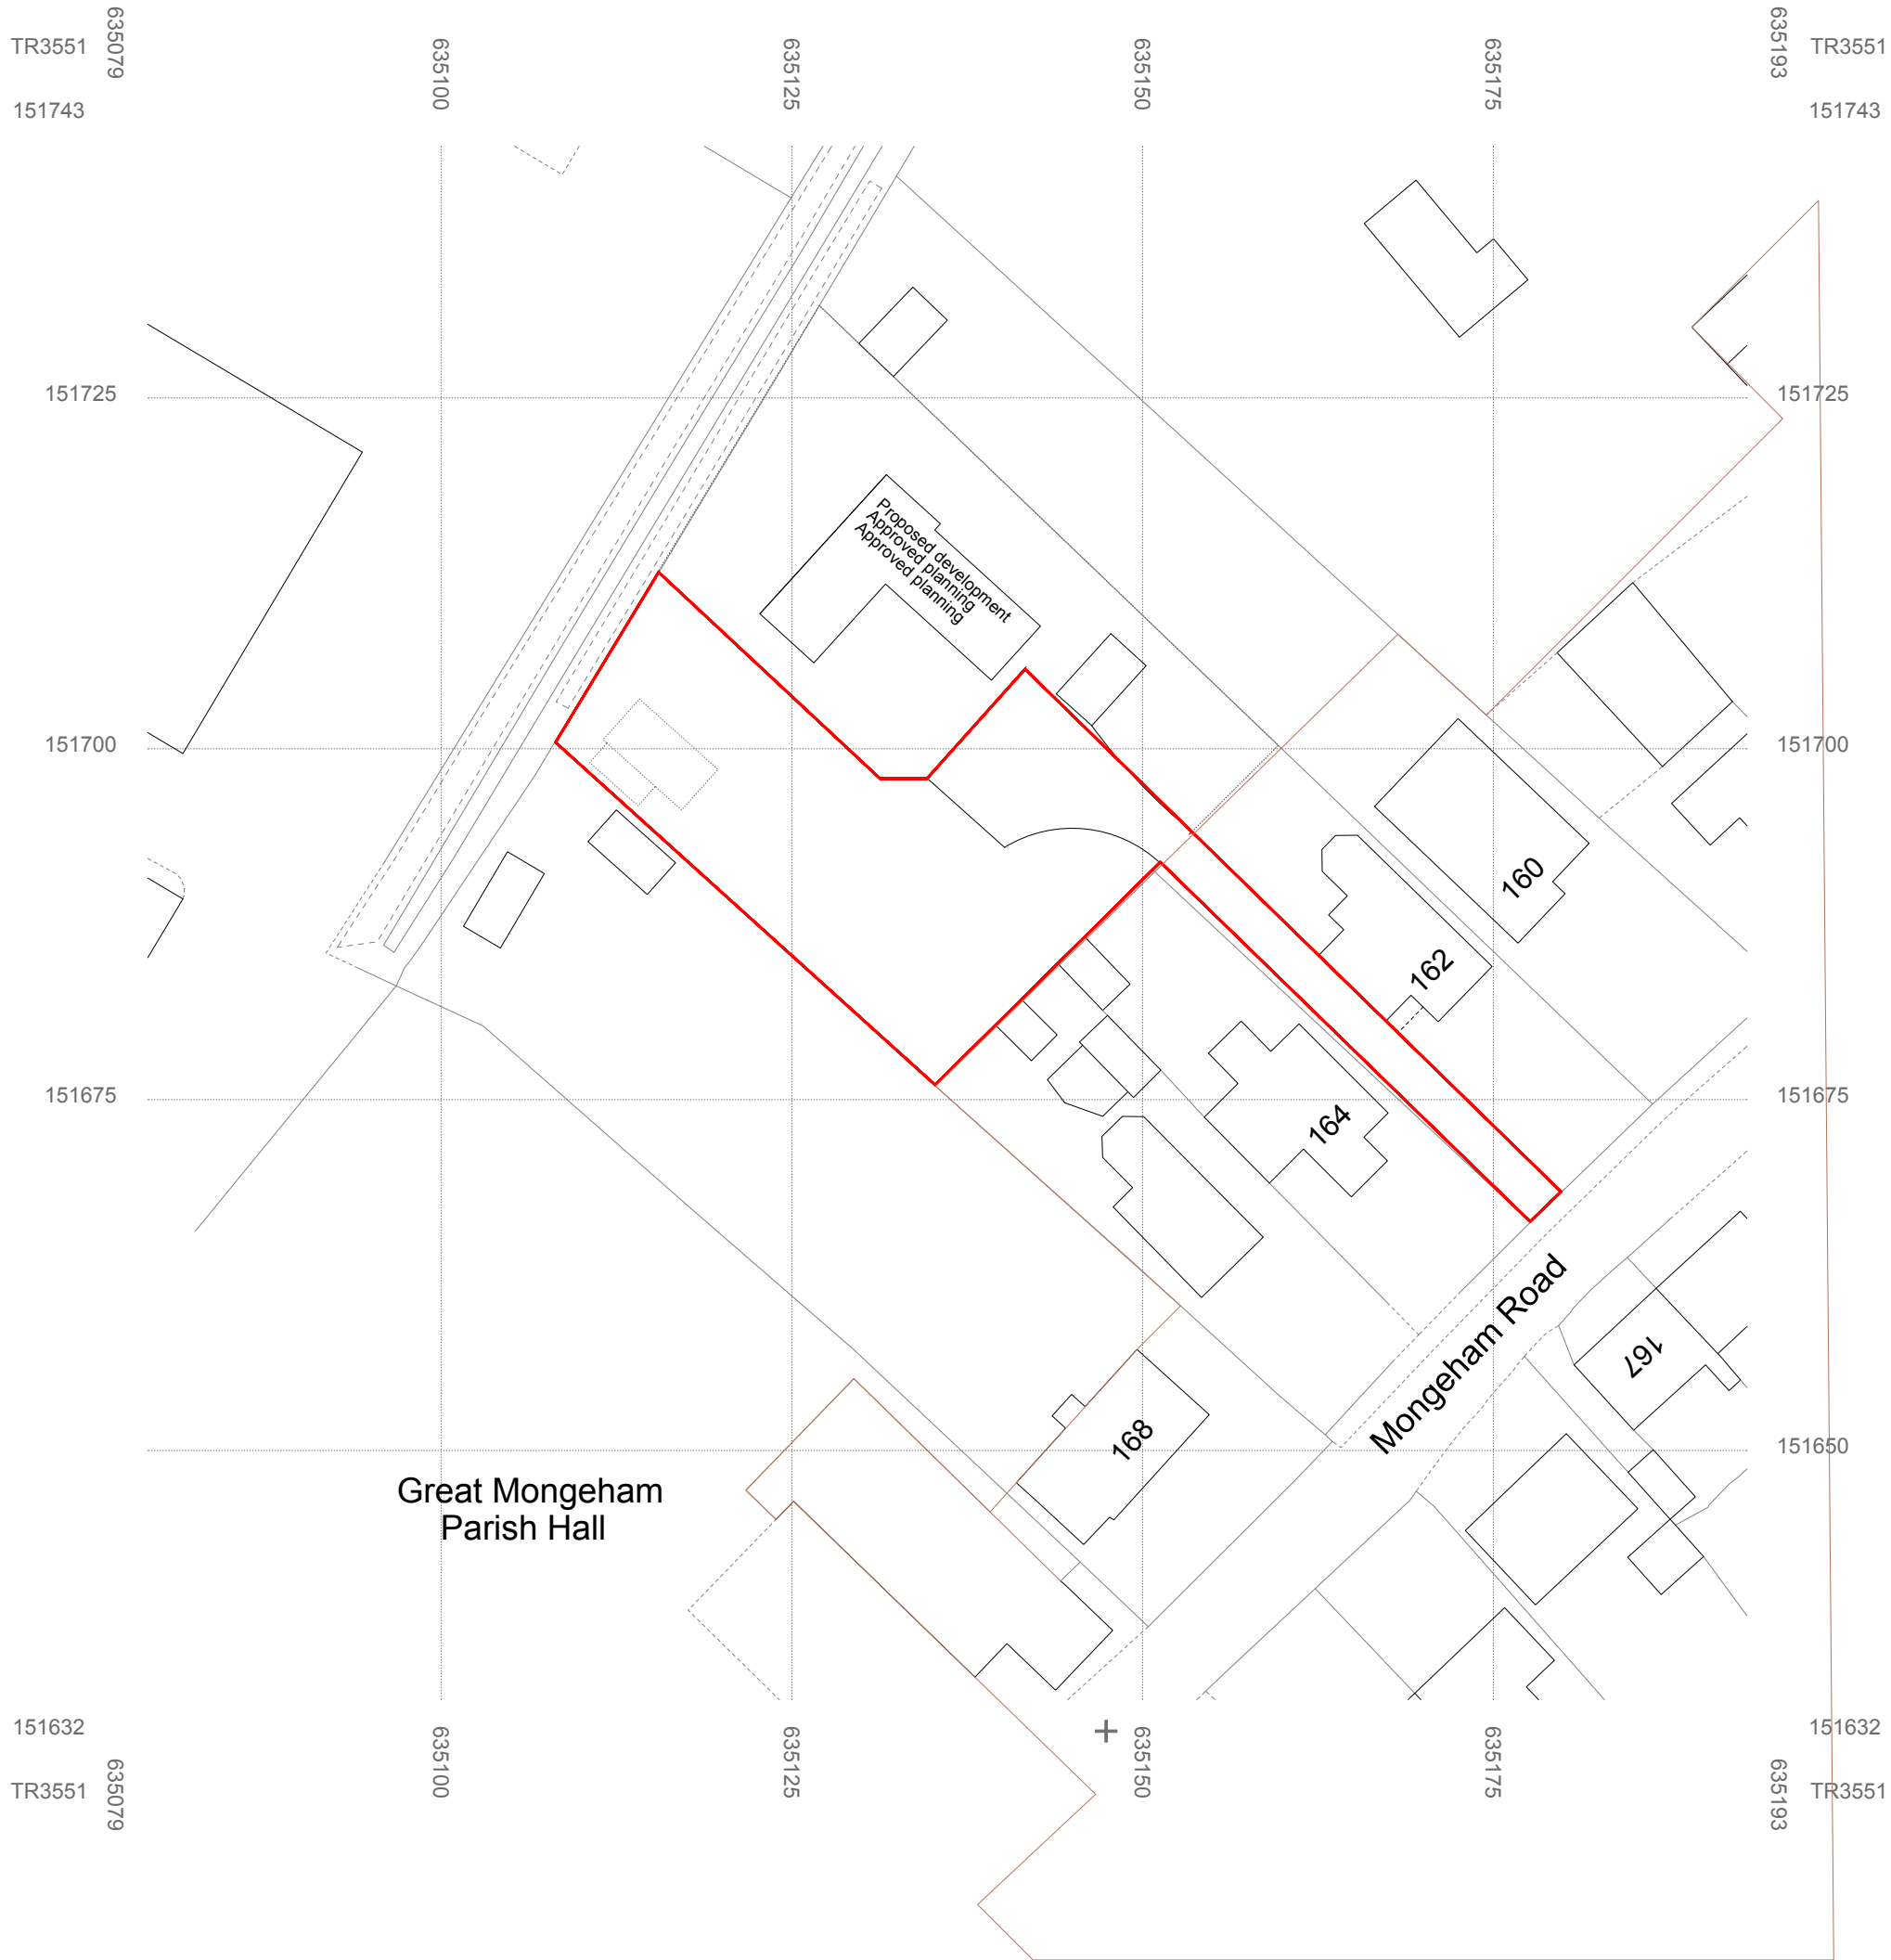 TR3551
635079
635193
TR3551
151743
635100
635125
635150
635175
151743
151725
151725
Proposed development
Approved planning
Approved planning
151700
151700
160
162
151675
151675
164
Mongeham Road
167
168
151650
Great Mongeham
Parish Hall
151632
635100
635125
635150
635175
151632
TR3551
635079
635193
TR3551